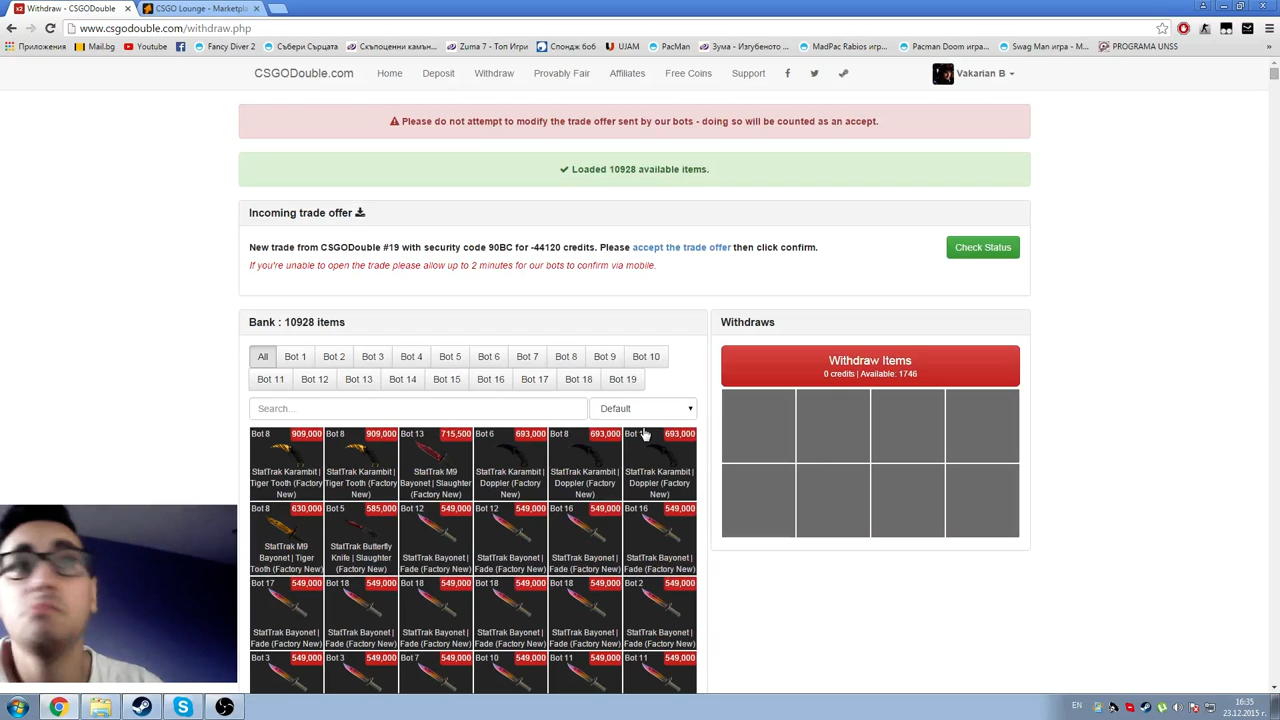 Withdraw - CSGODouble
CSGO Lounge - Marketpla
www.csgodouble.com/withdraw.php
Приложения Mail.bg Youtube Fancy Diver 2 Събери Сърцата Скъпоценни камън... Zuma 7 - Топ Игри Спондж боб UJAM PacMan Зума - Изгубеното ... MadPac Rabios игр... Pacman Doom игра... Swag Man игра - M... PROGRAMA UNSS
CSGODouble.com Home Deposit Withdraw Provably Fair Affiliates Free Coins Support Vakarian B
Please do not attempt to modify the trade offer sent by our bots - doing so will be counted as an accept.
Loaded 10928 available items.
Incoming trade offer
New trade from CSGODouble #19 with security code 90BC for -44120 credits. Please accept the trade offer then click confirm.
Check Status
If you're unable to open the trade please allow up to 2 minutes for our bots to confirm via mobile.
Bank : 10928 items
Withdraws
All Bot 1 Bot 2 Bot 3 Bot 4 Bot 5 Bot 6 Bot 7 Bot 8 Bot 9 Bot 10
Bot 11 Bot 12 Bot 13 Bot 14 Bot 15 Bot 16 Bot 17 Bot 18 Bot 19
Withdraw Items
0 credits | Available: 1746
Search...
Default
Bot 8 909,000 Bot 8 909,000 Bot 13 715,500 Bot 6 693,000 Bot 8 693,000 Bot 693,000
StatTrak Karambit | StatTrak Karambit | StatTrak M9 StatTrak Karambit | StatTrak Karambit | StatTrak Karambit |
Tiger Tooth (Factory Tiger Tooth (Factory Bayonet | Slaughter Doppler (Factory Doppler (Factory Doppler (Factory
New) New) (Factory New) New) New) New)
Bot 8 630,000 Bot 5 585,000 Bot 12 549,000 Bot 12 549,000 Bot 16 549,000 Bot 16 549,000
StatTrak M9 StatTrak Butterfly
Bayonet | Tiger Knife | Slaughter StatTrak Bayonet | StatTrak Bayonet | StatTrak Bayonet | StatTrak Bayonet |
Tooth (Factory New) (Factory New) Fade (Factory New) Fade (Factory New) Fade (Factory New) Fade (Factory New)
Bot 17 549,000 Bot 18 549,000 Bot 18 549,000 Bot 18 549,000 Bot 18 549,000 Bot 2 549,000
StatTrak Bayonet | StatTrak Bayonet | StatTrak Bayonet | StatTrak Bayonet | StatTrak Bayonet | StatTrak Bayonet |
Fade (Factory New) Fade (Factory New) Fade (Factory New) Fade (Factory New) Fade (Factory New) Fade (Factory New)
Bot 3 549,000 Bot 3 549,000 Bot 7 549,000 Bot 10 549,000 Bot 11 549,000 Bot 11 549,000
EN
16:35
23.12.2015 г.